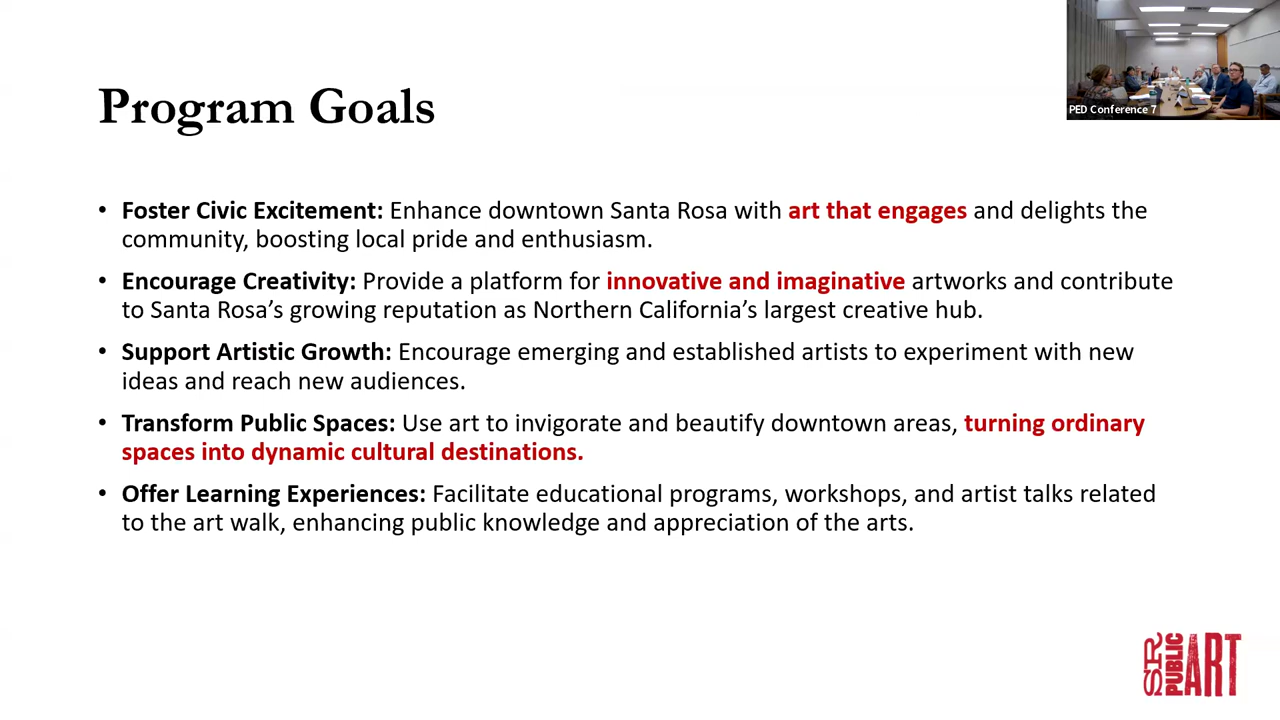 Program Goals
PED Conference 7
• Foster Civic Excitement: Enhance downtown Santa Rosa with art that engages and delights the
community, boosting local pride and enthusiasm.
• Encourage Creativity: Provide a platform for innovative and imaginative artworks and contribute
to Santa Rosa’s growing reputation as Northern California’s largest creative hub.
• Support Artistic Growth: Encourage emerging and established artists to experiment with new
ideas and reach new audiences.
• Transform Public Spaces: Use art to invigorate and beautify downtown areas, turning ordinary
spaces into dynamic cultural destinations.
• Offer Learning Experiences: Facilitate educational programs, workshops, and artist talks related
to the art walk, enhancing public knowledge and appreciation of the arts.
SR
PUBLIC
ART